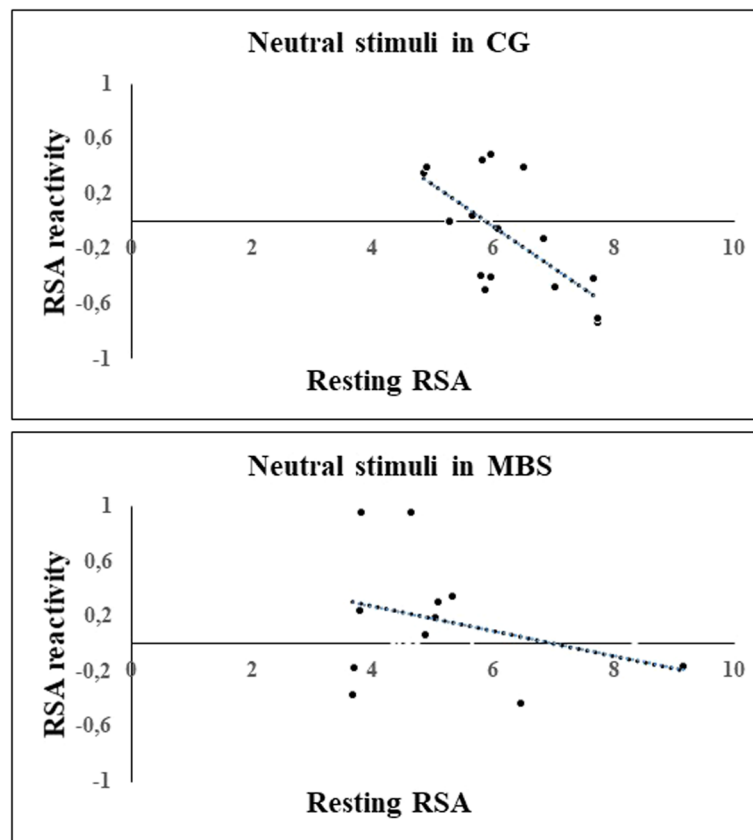 Neutral stimuli in CG
1
0,6
0,2
-0,2
-0,6
-1
RSA reactivity
0 2 4 6 8 10
Resting RSA
Neutral stimuli in MBS
1
0,6
0,2
-0,2
-0,6
-1
RSA reactivity
0 2 4 6 8 10
Resting RSA